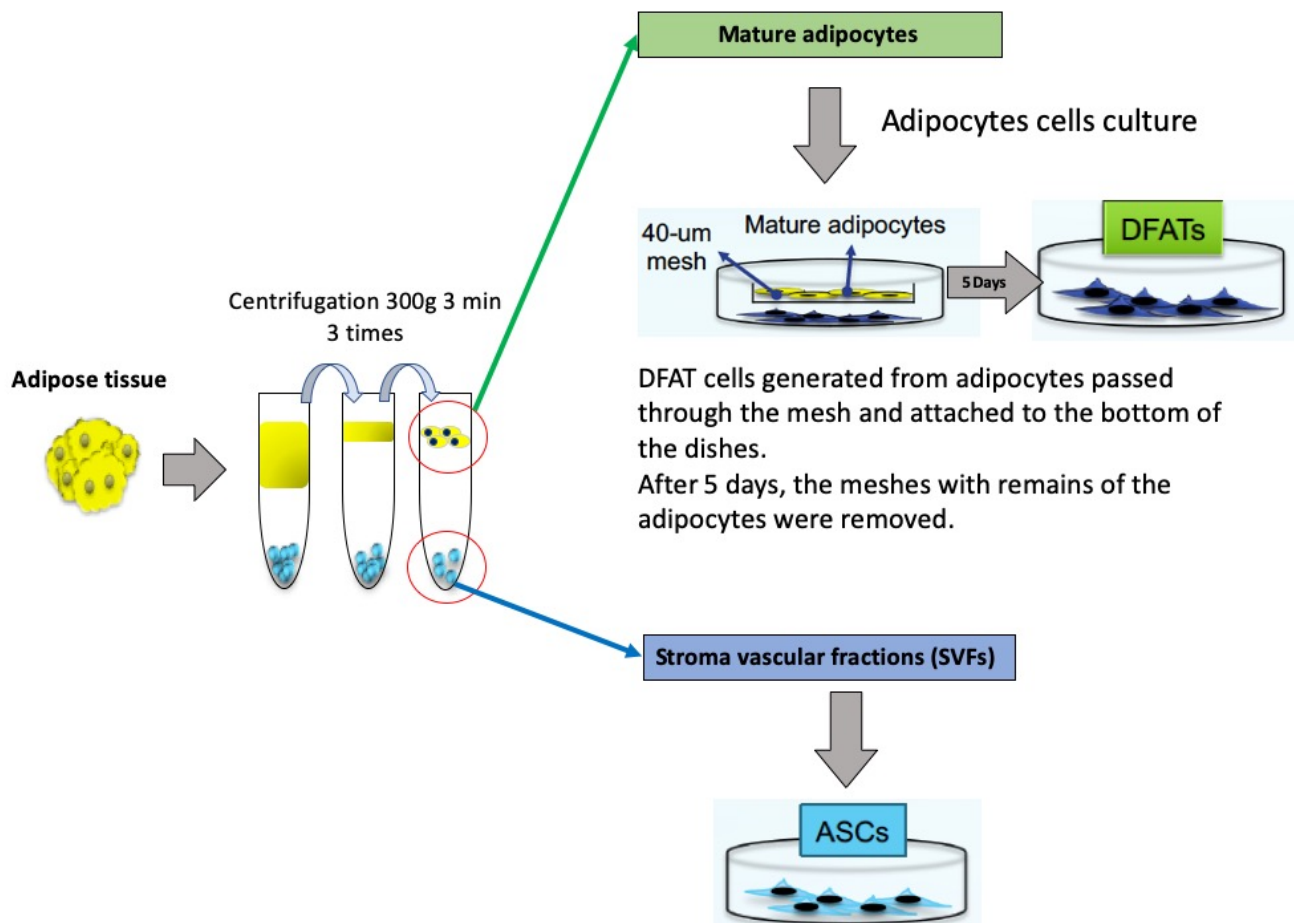 Mature adipocytes
Adipocytes cells culture
40-um
mesh
Mature adipocytes
5 Days
DFATs
Centrifugation 300g 3 min
3 times
Adipose tissue
DFAT cells generated from adipocytes passed
through the mesh and attached to the bottom of
the dishes.
After 5 days, the meshes with remains of the
adipocytes were removed.
Stroma vascular fractions (SVFs)
ASCs